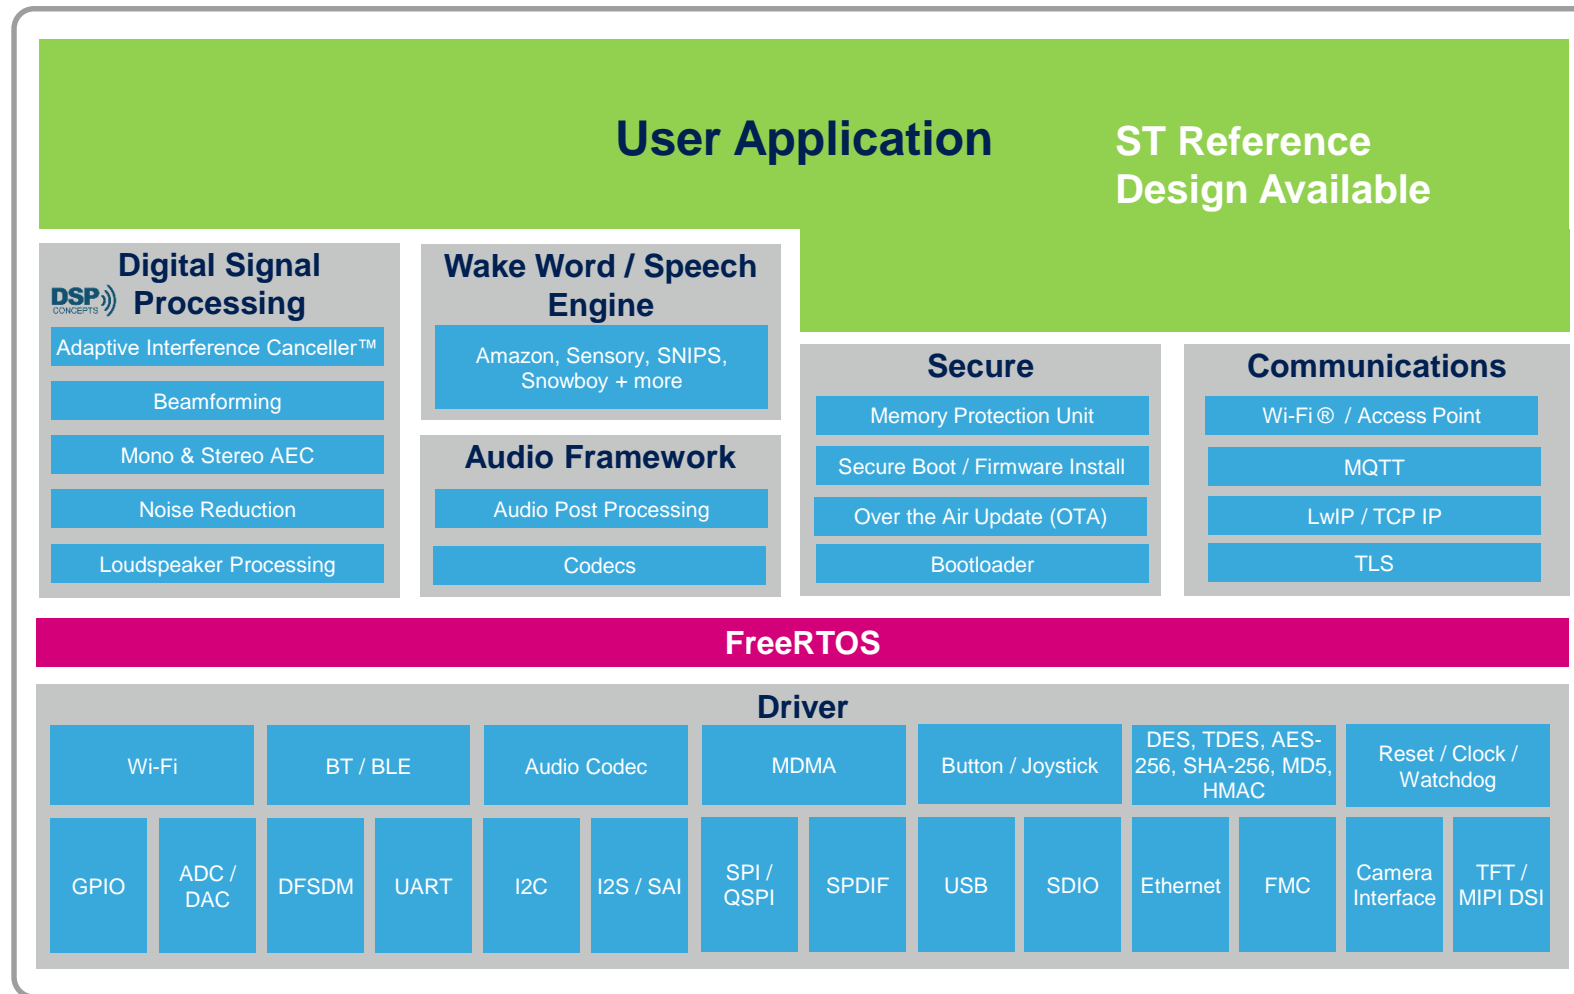 User Application
ST Reference
Design Available
Digital Signal
Processing
DSP
CONCEPTS
Adaptive Interference Canceller™
Beamforming
Mono & Stereo AEC
Noise Reduction
Loudspeaker Processing
Wake Word / Speech
Engine
Amazon, Sensory, SNIPS,
Snowboy + more
Audio Framework
Audio Post Processing
Codecs
Secure
Memory Protection Unit
Secure Boot / Firmware Install
Over the Air Update (OTA)
Bootloader
Communications
Wi-Fi ® / Access Point
MQTT
LwIP / TCP IP
TLS
FreeRTOS
Driver
Wi-Fi
BT / BLE
Audio Codec
MDMA
Button / Joystick
DES, TDES, AES-
256, SHA-256, MD5,
HMAC
Reset / Clock /
Watchdog
GPIO
ADC /
DAC
DFSDM
UART
I2C
I2S / SAI
SPI /
QSPI
SPDIF
USB
SDIO
Ethernet
FMC
Camera
Interface
TFT /
MIPI DSI